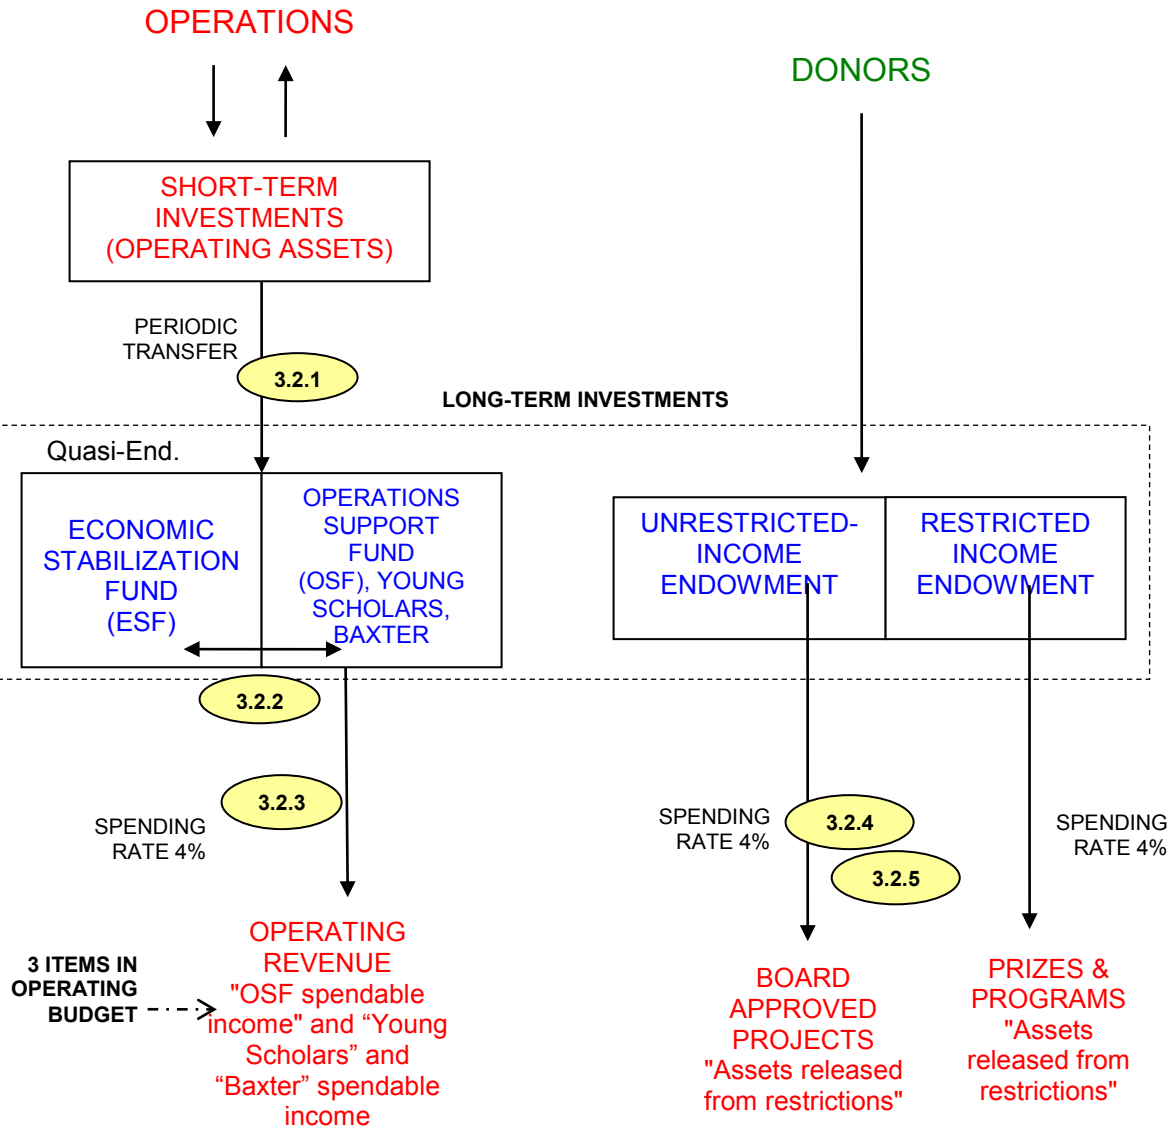 OPERATIONS
DONORS
SHORT-TERM
INVESTMENTS
(OPERATING ASSETS)
PERIODIC
TRANSFER
3.2.1
LONG-TERM INVESTMENTS
Quasi-End.
ECONOMIC
STABILIZATION
FUND
(ESF)
OPERATIONS
SUPPORT
FUND
(OSF), YOUNG
SCHOLARS,
BAXTER
UNRESTRICTED-
INCOME
ENDOWMENT
RESTRICTED
INCOME
ENDOWMENT
3.2.2
3.2.3
SPENDING
RATE 4%
SPENDING
RATE 4%
3.2.4
3.2.5
SPENDING
RATE 4%
3 ITEMS IN
OPERATING
BUDGET
OPERATING
REVENUE
"OSF spendable
income" and “Young
Scholars” and
“Baxter” spendable
income
BOARD
APPROVED
PROJECTS
"Assets released
from restrictions"
PRIZES &
PROGRAMS
"Assets
released from
restrictions"